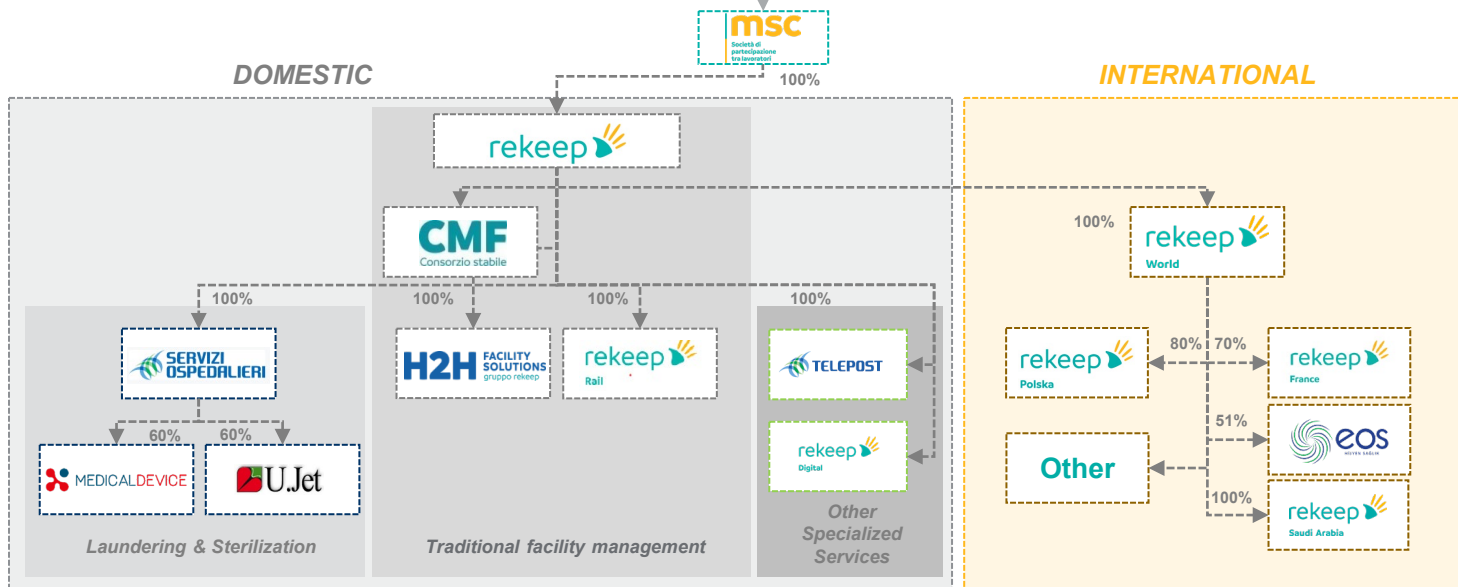 msc
Società di
partecipazione
tra lavoratori
DOMESTIC
INTERNATIONAL
100%
rekeep
CMF
Consorzio stabile
100%
rekeep
World
100%
100%
100%
100%
SERVIZI
OSPEDALIERI
H2H FACILITY
SOLUTIONS
gruppo rekeep
rekeep
Rail
TELEPOST
rekeep
Polska
80%
70%
rekeep
France
60%
60%
MEDICALDEVICE
U.Jet
rekeep
Digital
Other
51%
eos
100%
rekeep
Saudi Arabia
Laundering & Sterilization
Traditional facility management
Other
Specialized
Services